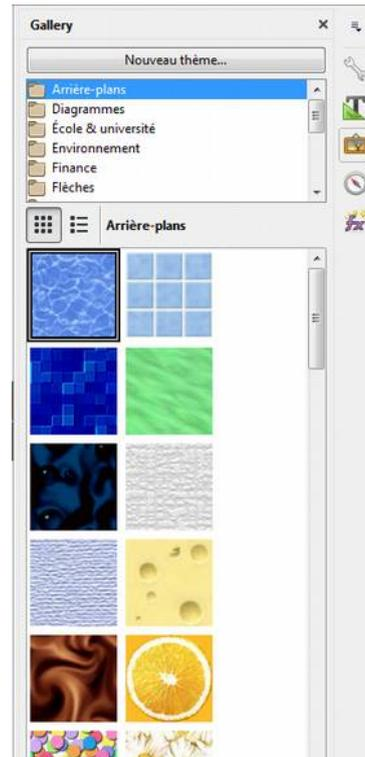 Gallery
Nouveau thème...
Arrière-plans
Diagrammes
École & université
Environnement
Finance
Flèches
Arrière-plans